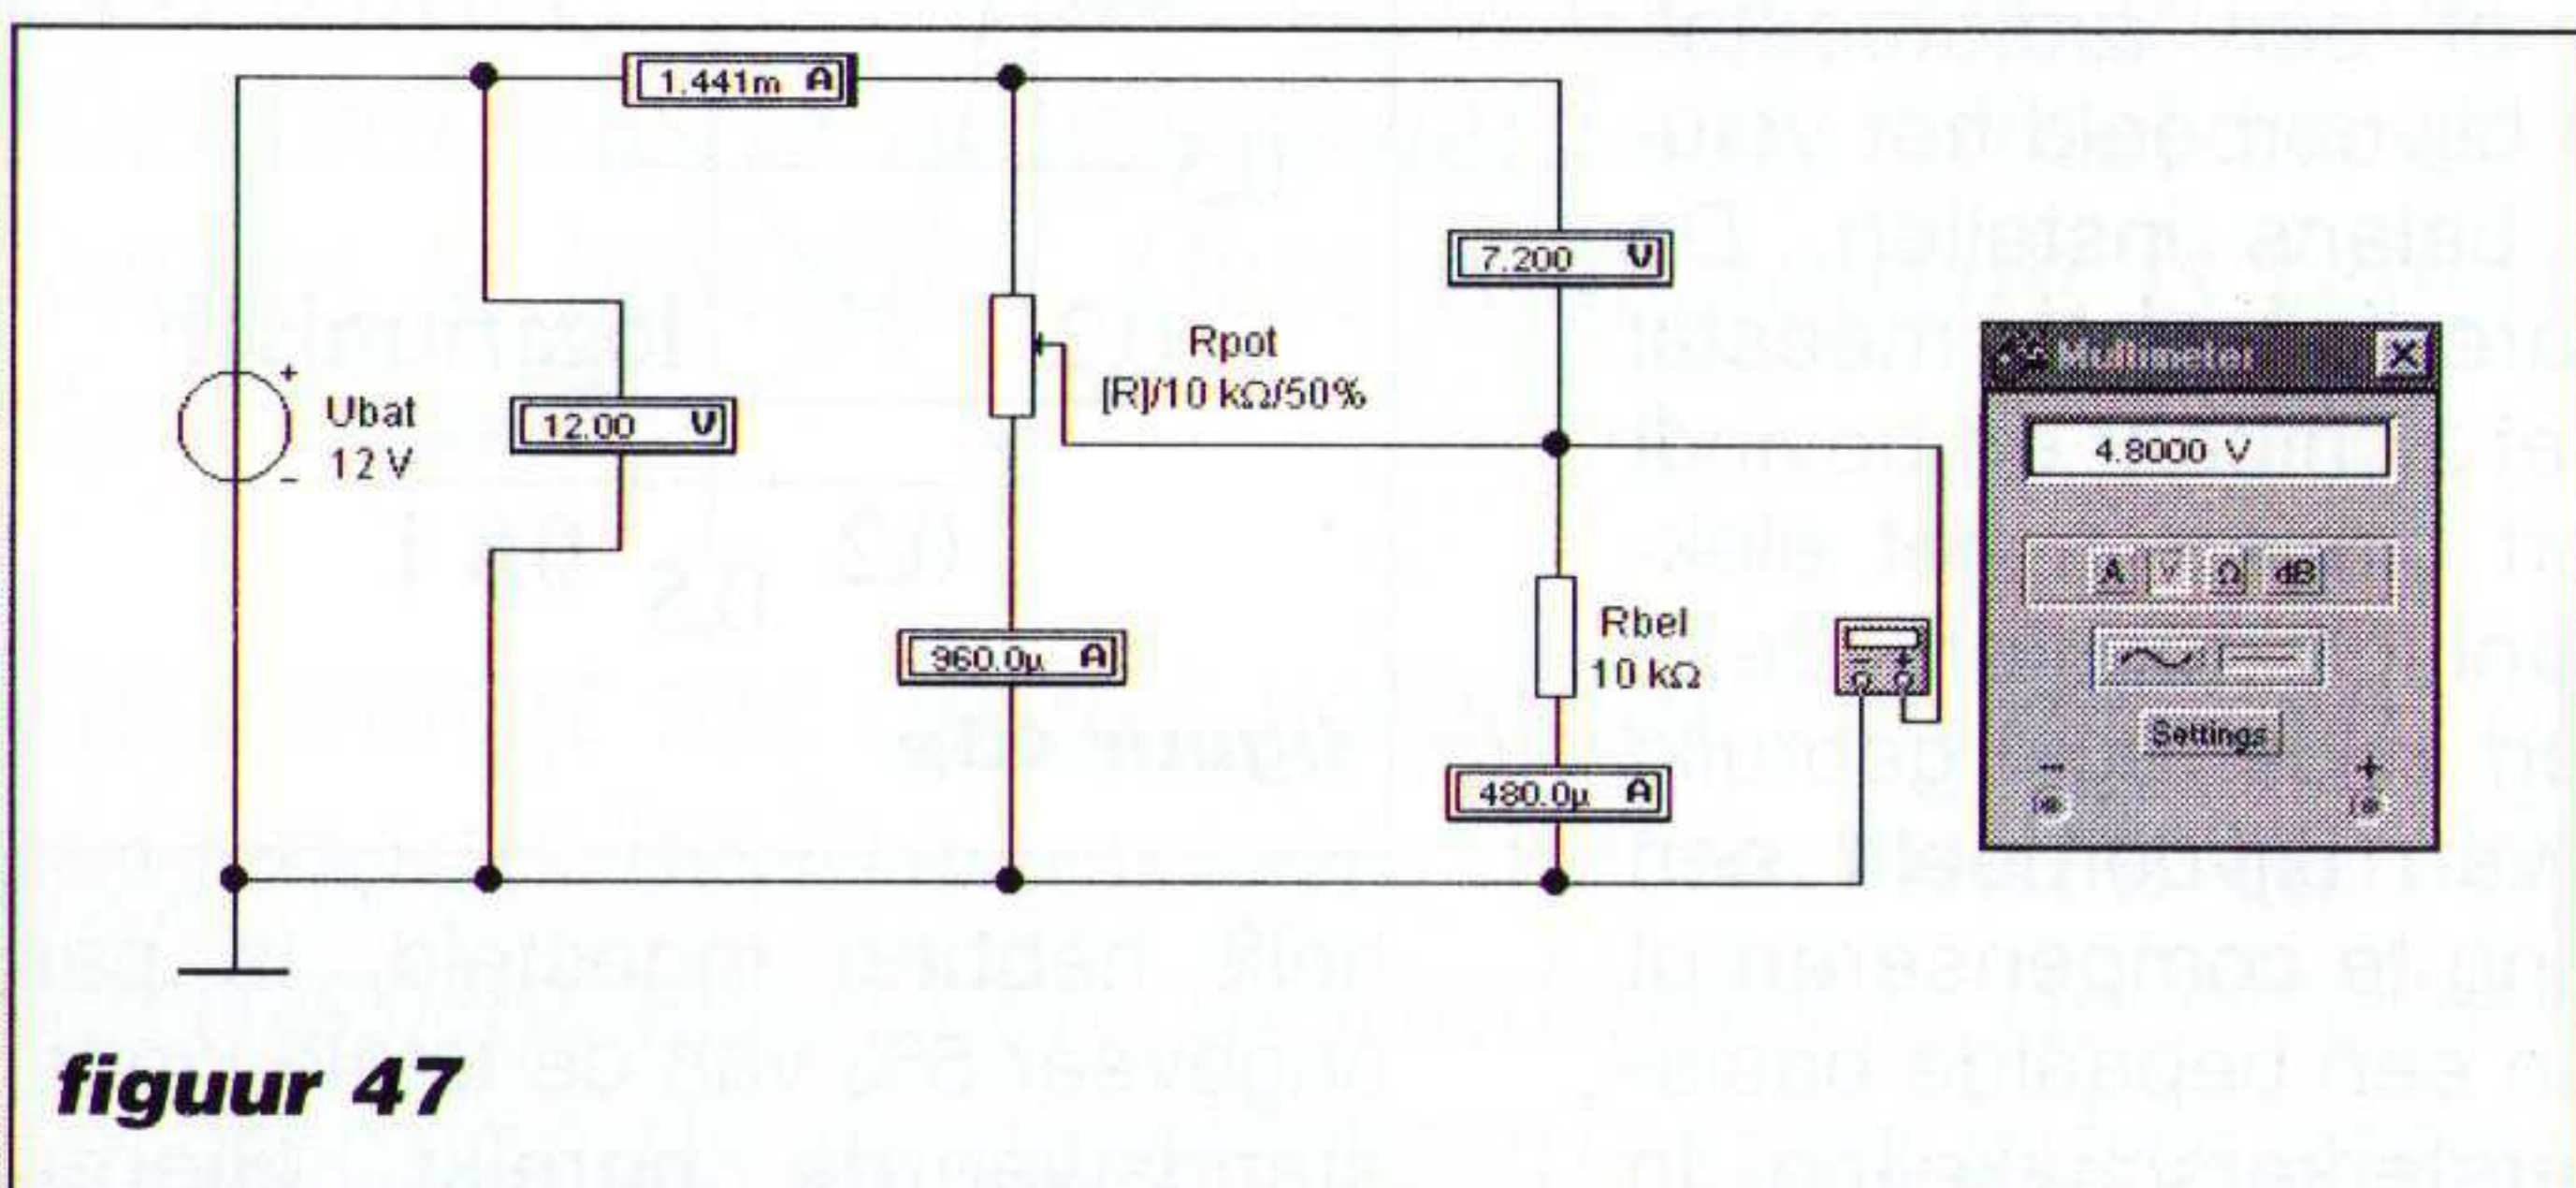 1.441m A
7.200 V
Rpot
[R]/10 kΩ/50%
Multimeter
Ubat
12 V
+
-
12.00 V
4.8000 V
A V Ω dB
Rbel
10 kΩ
- +
960.0µ A
480.0µ A
Settings
- +
figuur 47